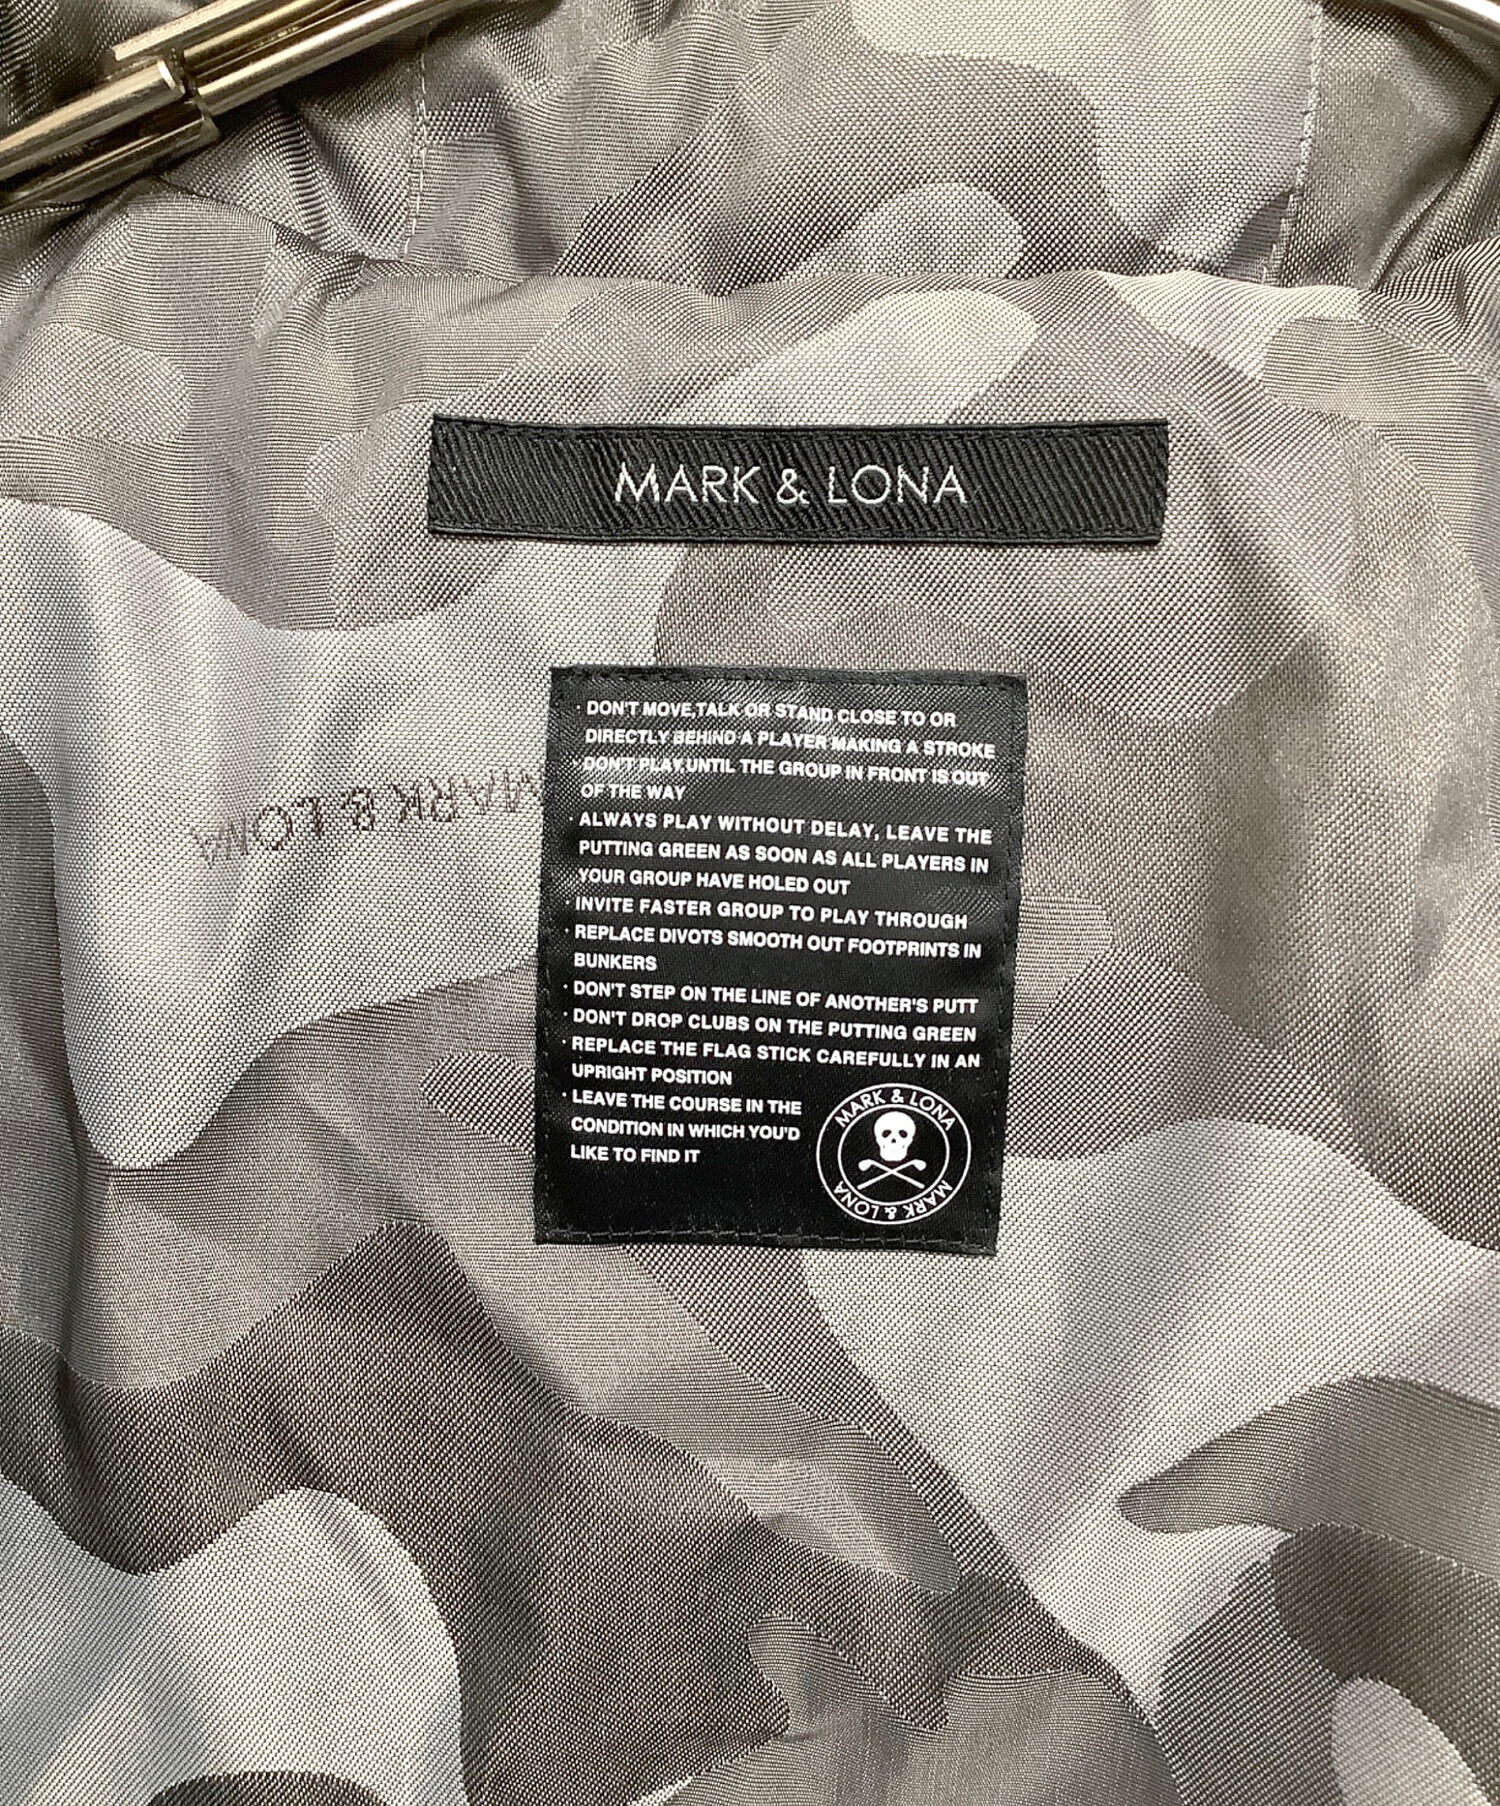 MARK & LONA
· DON'T MOVE,TALK OR STAND CLOSE TO OR
DIRECTLY BEHIND A PLAYER MAKING A STROKE
· DON'T PLAY,UNTIL THE GROUP IN FRONT IS OUT
OF THE WAY
· ALWAYS PLAY WITHOUT DELAY, LEAVE THE
PUTTING GREEN AS SOON AS ALL PLAYERS IN
YOUR GROUP HAVE HOLED OUT
· INVITE FASTER GROUP TO PLAY THROUGH
· REPLACE DIVOTS SMOOTH OUT FOOTPRINTS IN
BUNKERS
· DON'T STEP ON THE LINE OF ANOTHER'S PUTT
· DON'T DROP CLUBS ON THE PUTTING GREEN
· REPLACE THE FLAG STICK CAREFULLY IN AN
UPRIGHT POSITION
· LEAVE THE COURSE IN THE
CONDITION IN WHICH YOU'D
LIKE TO FIND IT
MARK & LONA
MARK & LONA
MARK & LONA